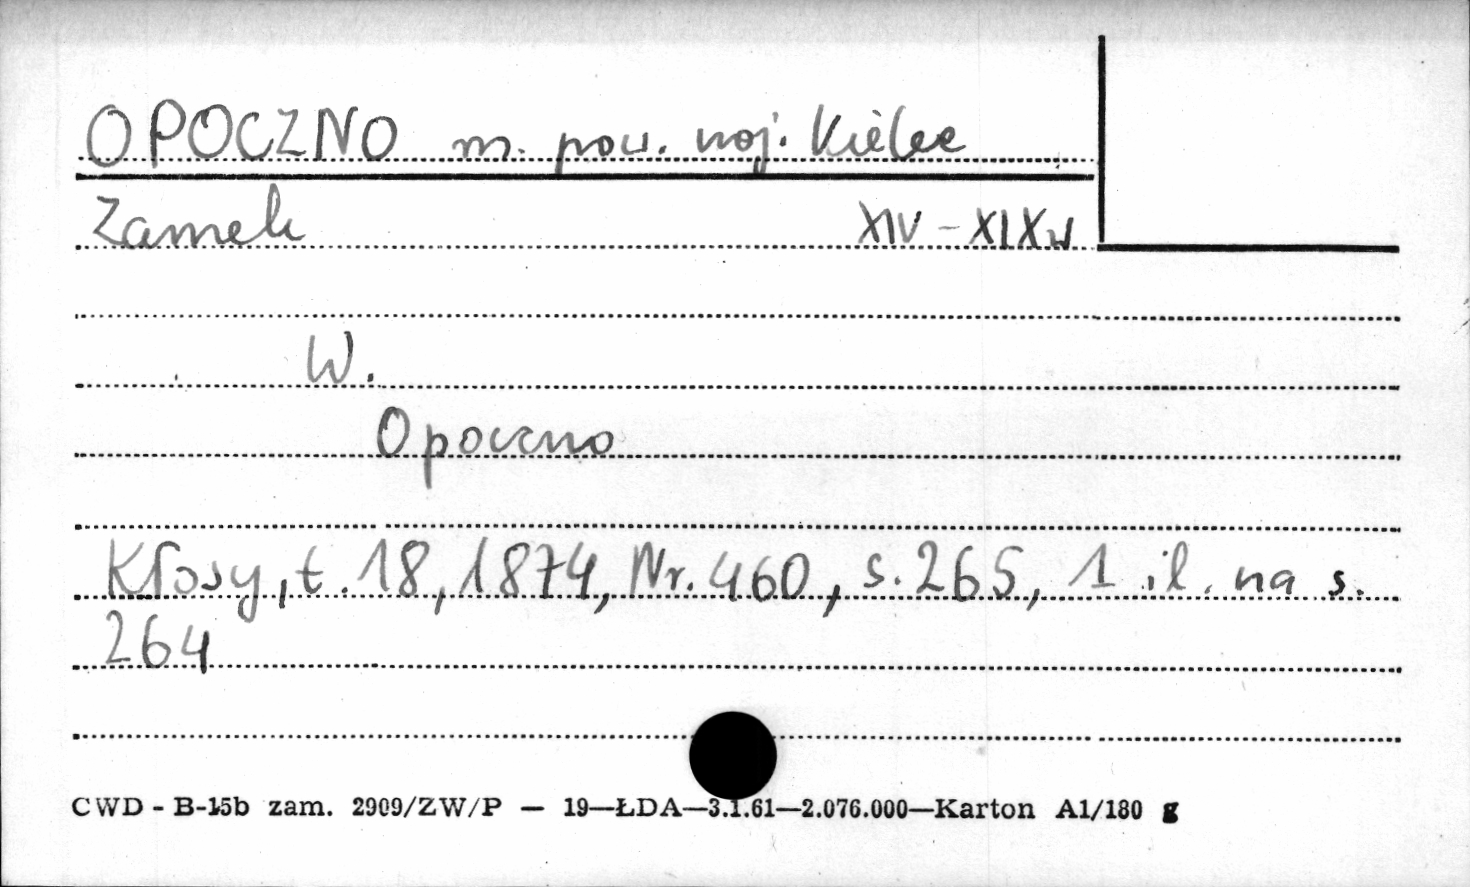 OPOCZNO m. pow. woj. Kielce
Zamek XIV - XIX w
W.
Opoczno
Kłosy, t. 18, 1874, Nr. 460, s. 265, 1 il. na s.
264
CWD - B-15b zam. 2909/ZW/P — 19—ŁDA—3.1.61—2.076.000—Karton A1/180 g